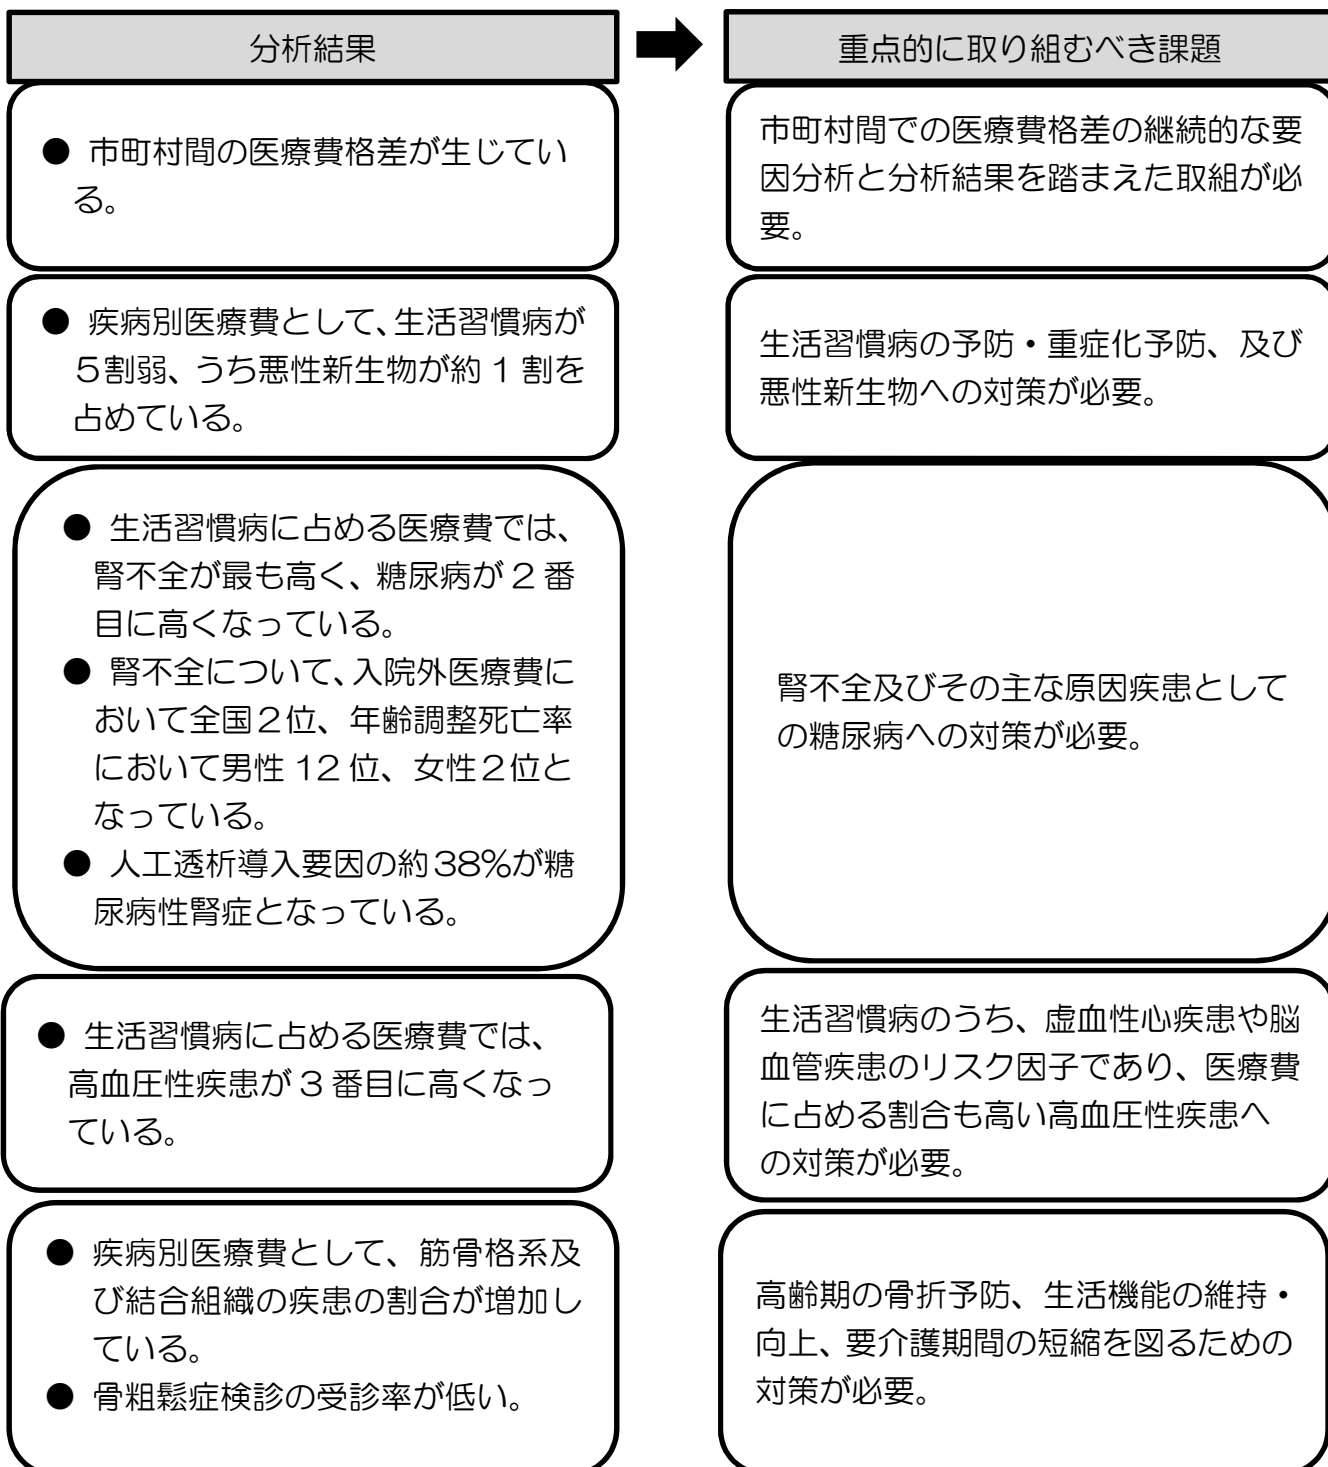 分析結果
重点的に取り組むべき課題
● 市町村間の医療費格差が生じてい
る。
市町村間での医療費格差の継続的な要
因分析と分析結果を踏まえた取組が必
要。
● 疾病別医療費として、生活習慣病が
５割弱、うち悪性新生物が約 1 割を
占めている。
生活習慣病の予防・重症化予防、及び
悪性新生物への対策が必要。
● 生活習慣病に占める医療費では、
腎不全が最も高く、糖尿病が 2 番
目に高くなっている。
● 腎不全について、入院外医療費に
おいて全国２位、年齢調整死亡率
において男性 12 位、女性２位と
なっている。
● 人工透析導入要因の約 38%が糖
尿病性腎症となっている。
腎不全及びその主な原因疾患として
の糖尿病への対策が必要。
● 生活習慣病に占める医療費では、
高血圧性疾患が 3 番目に高くなっ
ている。
生活習慣病のうち、虚血性心疾患や脳
血管疾患のリスク因子であり、医療費
に占める割合も高い高血圧性疾患へ
の対策が必要。
● 疾病別医療費として、筋骨格系及
び結合組織の疾患の割合が増加し
ている。
● 骨粗鬆症検診の受診率が低い。
高齢期の骨折予防、生活機能の維持・
向上、要介護期間の短縮を図るための
対策が必要。